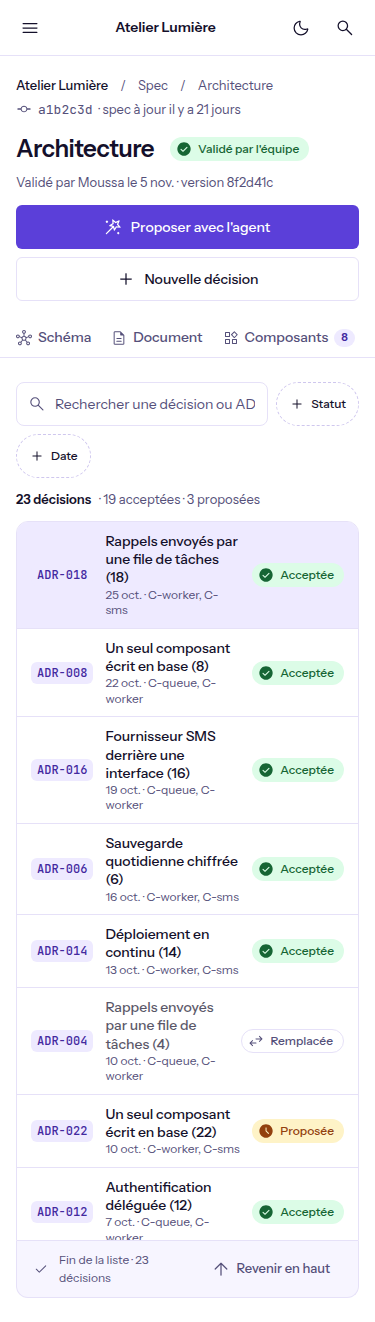 Atelier Lumière
Atelier Lumière / Spec / Architecture
a1b2c3d · spec à jour il y a 21 jours
Architecture
Validé par l'équipe
Validé par Moussa le 5 nov. · version 8f2d41c
Proposer avec l'agent
Nouvelle décision
Schéma Document Composants 8
Rechercher une décision ou AD
Statut
Date
23 décisions · 19 acceptées · 3 proposées
ADR-018
Rappels envoyés par
une file de tâches
(18)
25 oct. · C-worker, C-
sms
Acceptée
ADR-008
Un seul composant
écrit en base (8)
22 oct. · C-queue, C-
worker
Acceptée
ADR-016
Fournisseur SMS
derrière une
interface (16)
19 oct. · C-queue, C-
worker
Acceptée
ADR-006
Sauvegarde
quotidienne chiffrée
(6)
16 oct. · C-worker, C-sms
Acceptée
ADR-014
Déploiement en
continu (14)
13 oct. · C-worker, C-sms
Acceptée
ADR-004
Rappels envoyés
par une file de
tâches (4)
10 oct. · C-queue, C-
worker
Remplacée
ADR-022
Un seul composant
écrit en base (22)
10 oct. · C-worker, C-sms
Proposée
ADR-012
Authentification
déléguée (12)
7 oct. · C-queue, C-
worker
Acceptée
Fin de la liste · 23
décisions
Revenir en haut